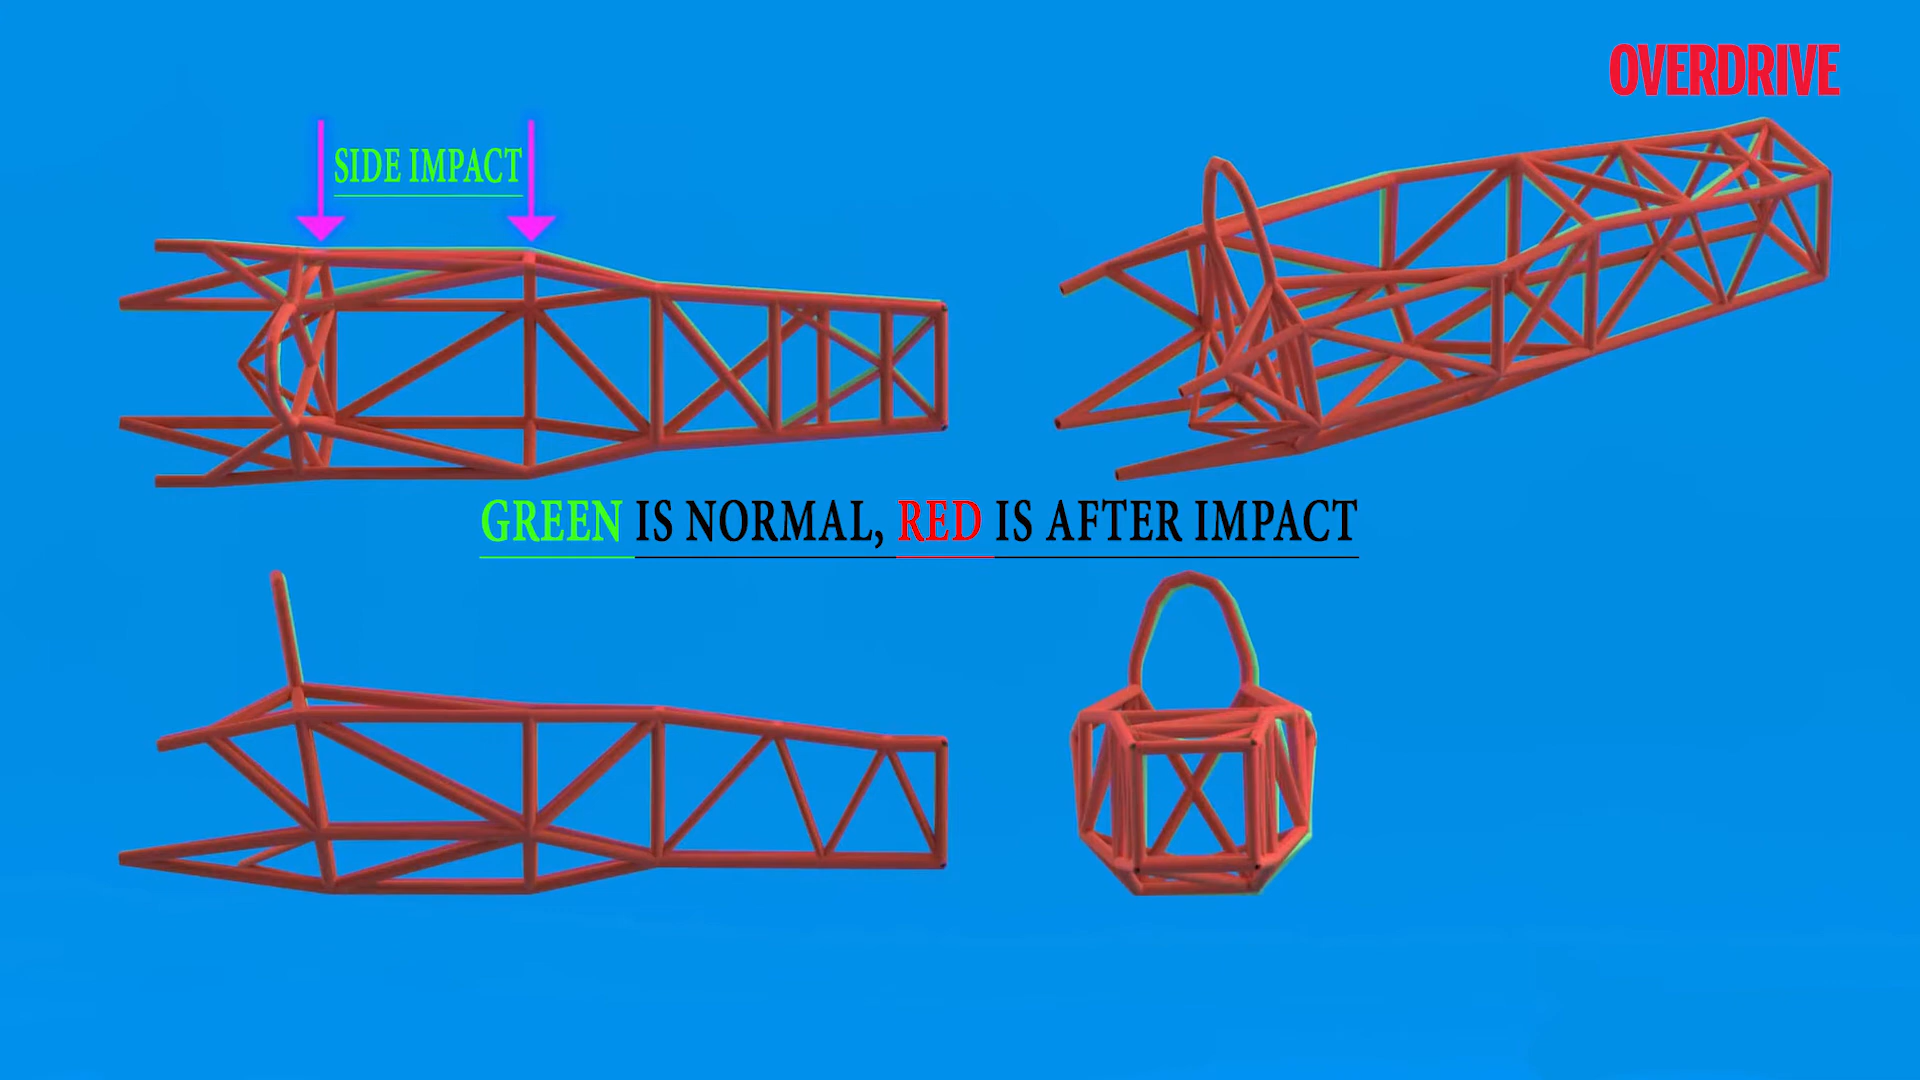 OVERDRIVE
SIDE IMPACT
GREEN IS NORMAL, RED IS AFTER IMPACT